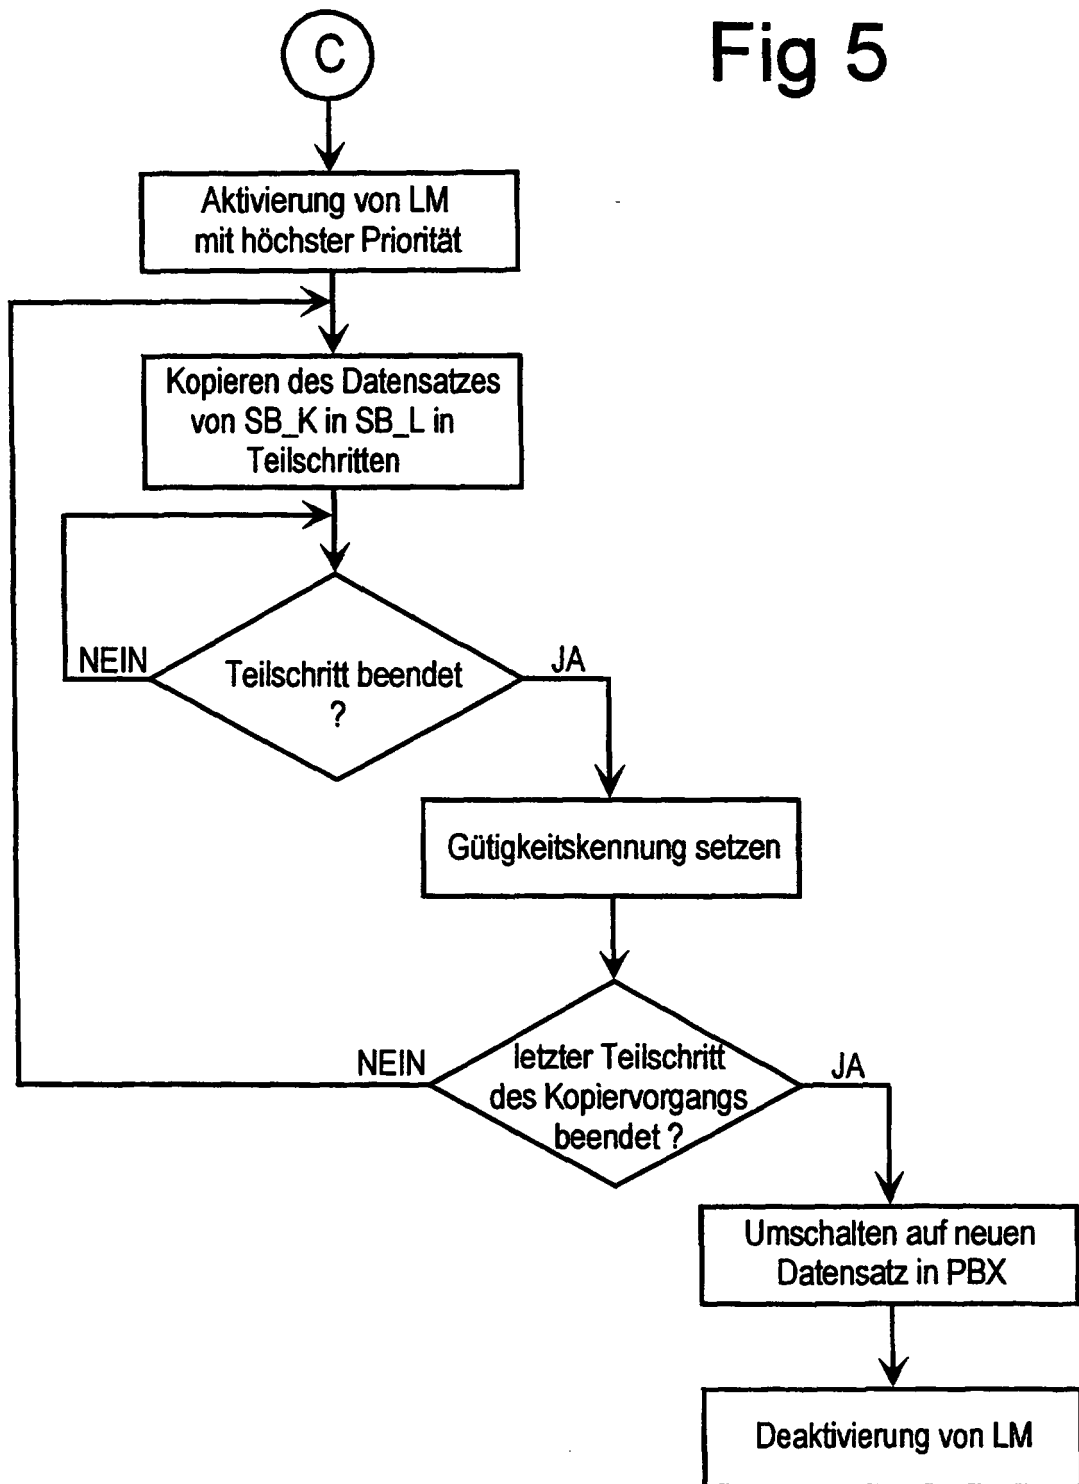 Fig 5
C
Aktivierung von LM
mit höchster Priorität
Kopieren des Datensatzes
von SB_K in SB_L in
Teilschritten
NEIN
Teilschritt beendet
?
JA
Gütigkeitskennung setzen
NEIN
letzter Teilschritt
des Kopiervorgangs
beendet ?
JA
Umschalten auf neuen
Datensatz in PBX
Deaktivierung von LM